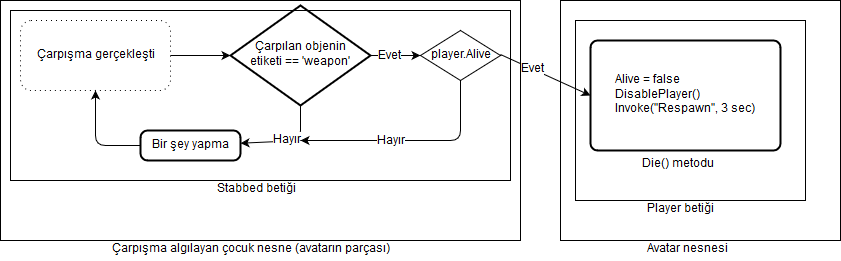 Çarpışma gerçekleşti
Çarpılan objenin
etiketi == 'weapon'
Evet
player.Alive
Evet
Hayır
Hayır
Bir şey yapma
Stabbed betiği
Çarpışma algılayan çocuk nesne (avatarın parçası)
Alive = false
DisablePlayer()
Invoke("Respawn", 3 sec)
Die() metodu
Player betiği
Avatar nesnesi